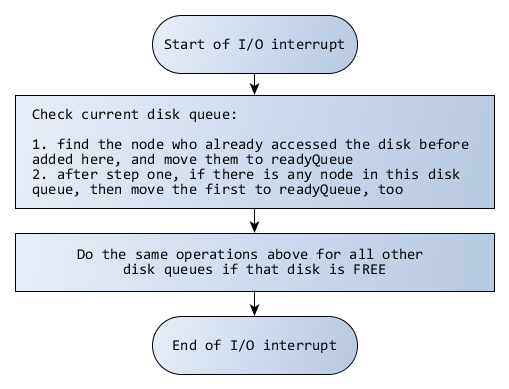 Start of I/O interrupt
Check current disk queue:
1. find the node who already accessed the disk before
added here, and move them to readyQueue
2. after step one, if there is any node in this disk
queue, then move the first to readyQueue, too
Do the same operations above for all other
disk queues if that disk is FREE
End of I/O interrupt